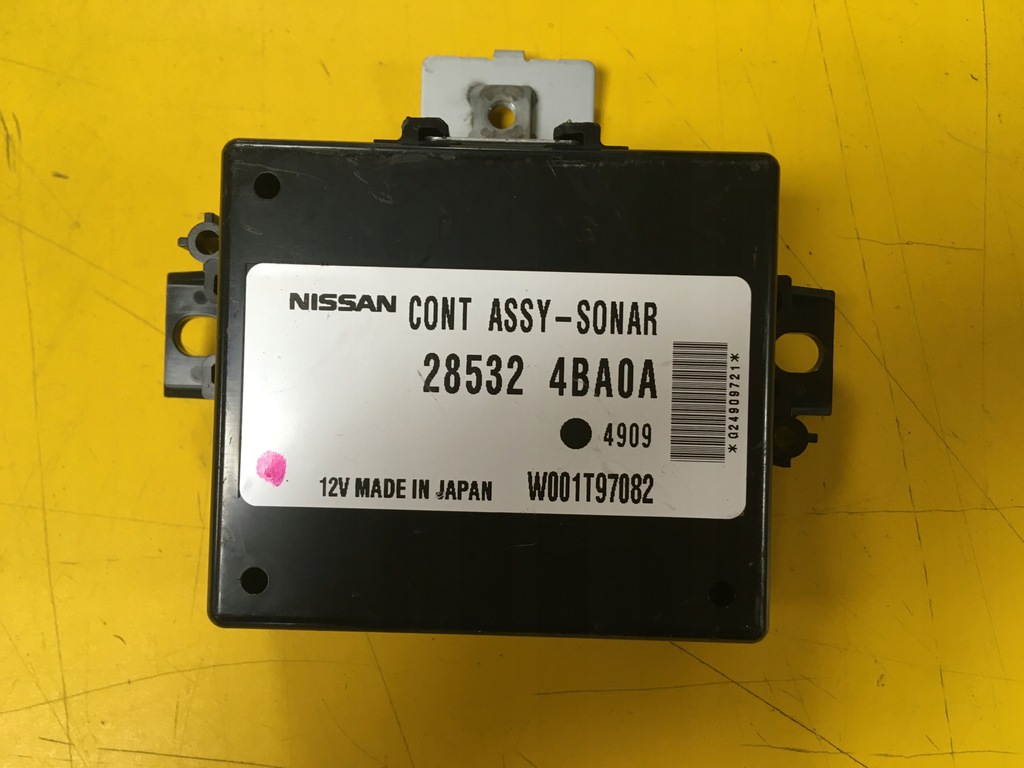 NISSAN CONT ASSY-SONAR
28532 4BA0A
4909
12V MADE IN JAPAN W001T97082
*Q24909721*